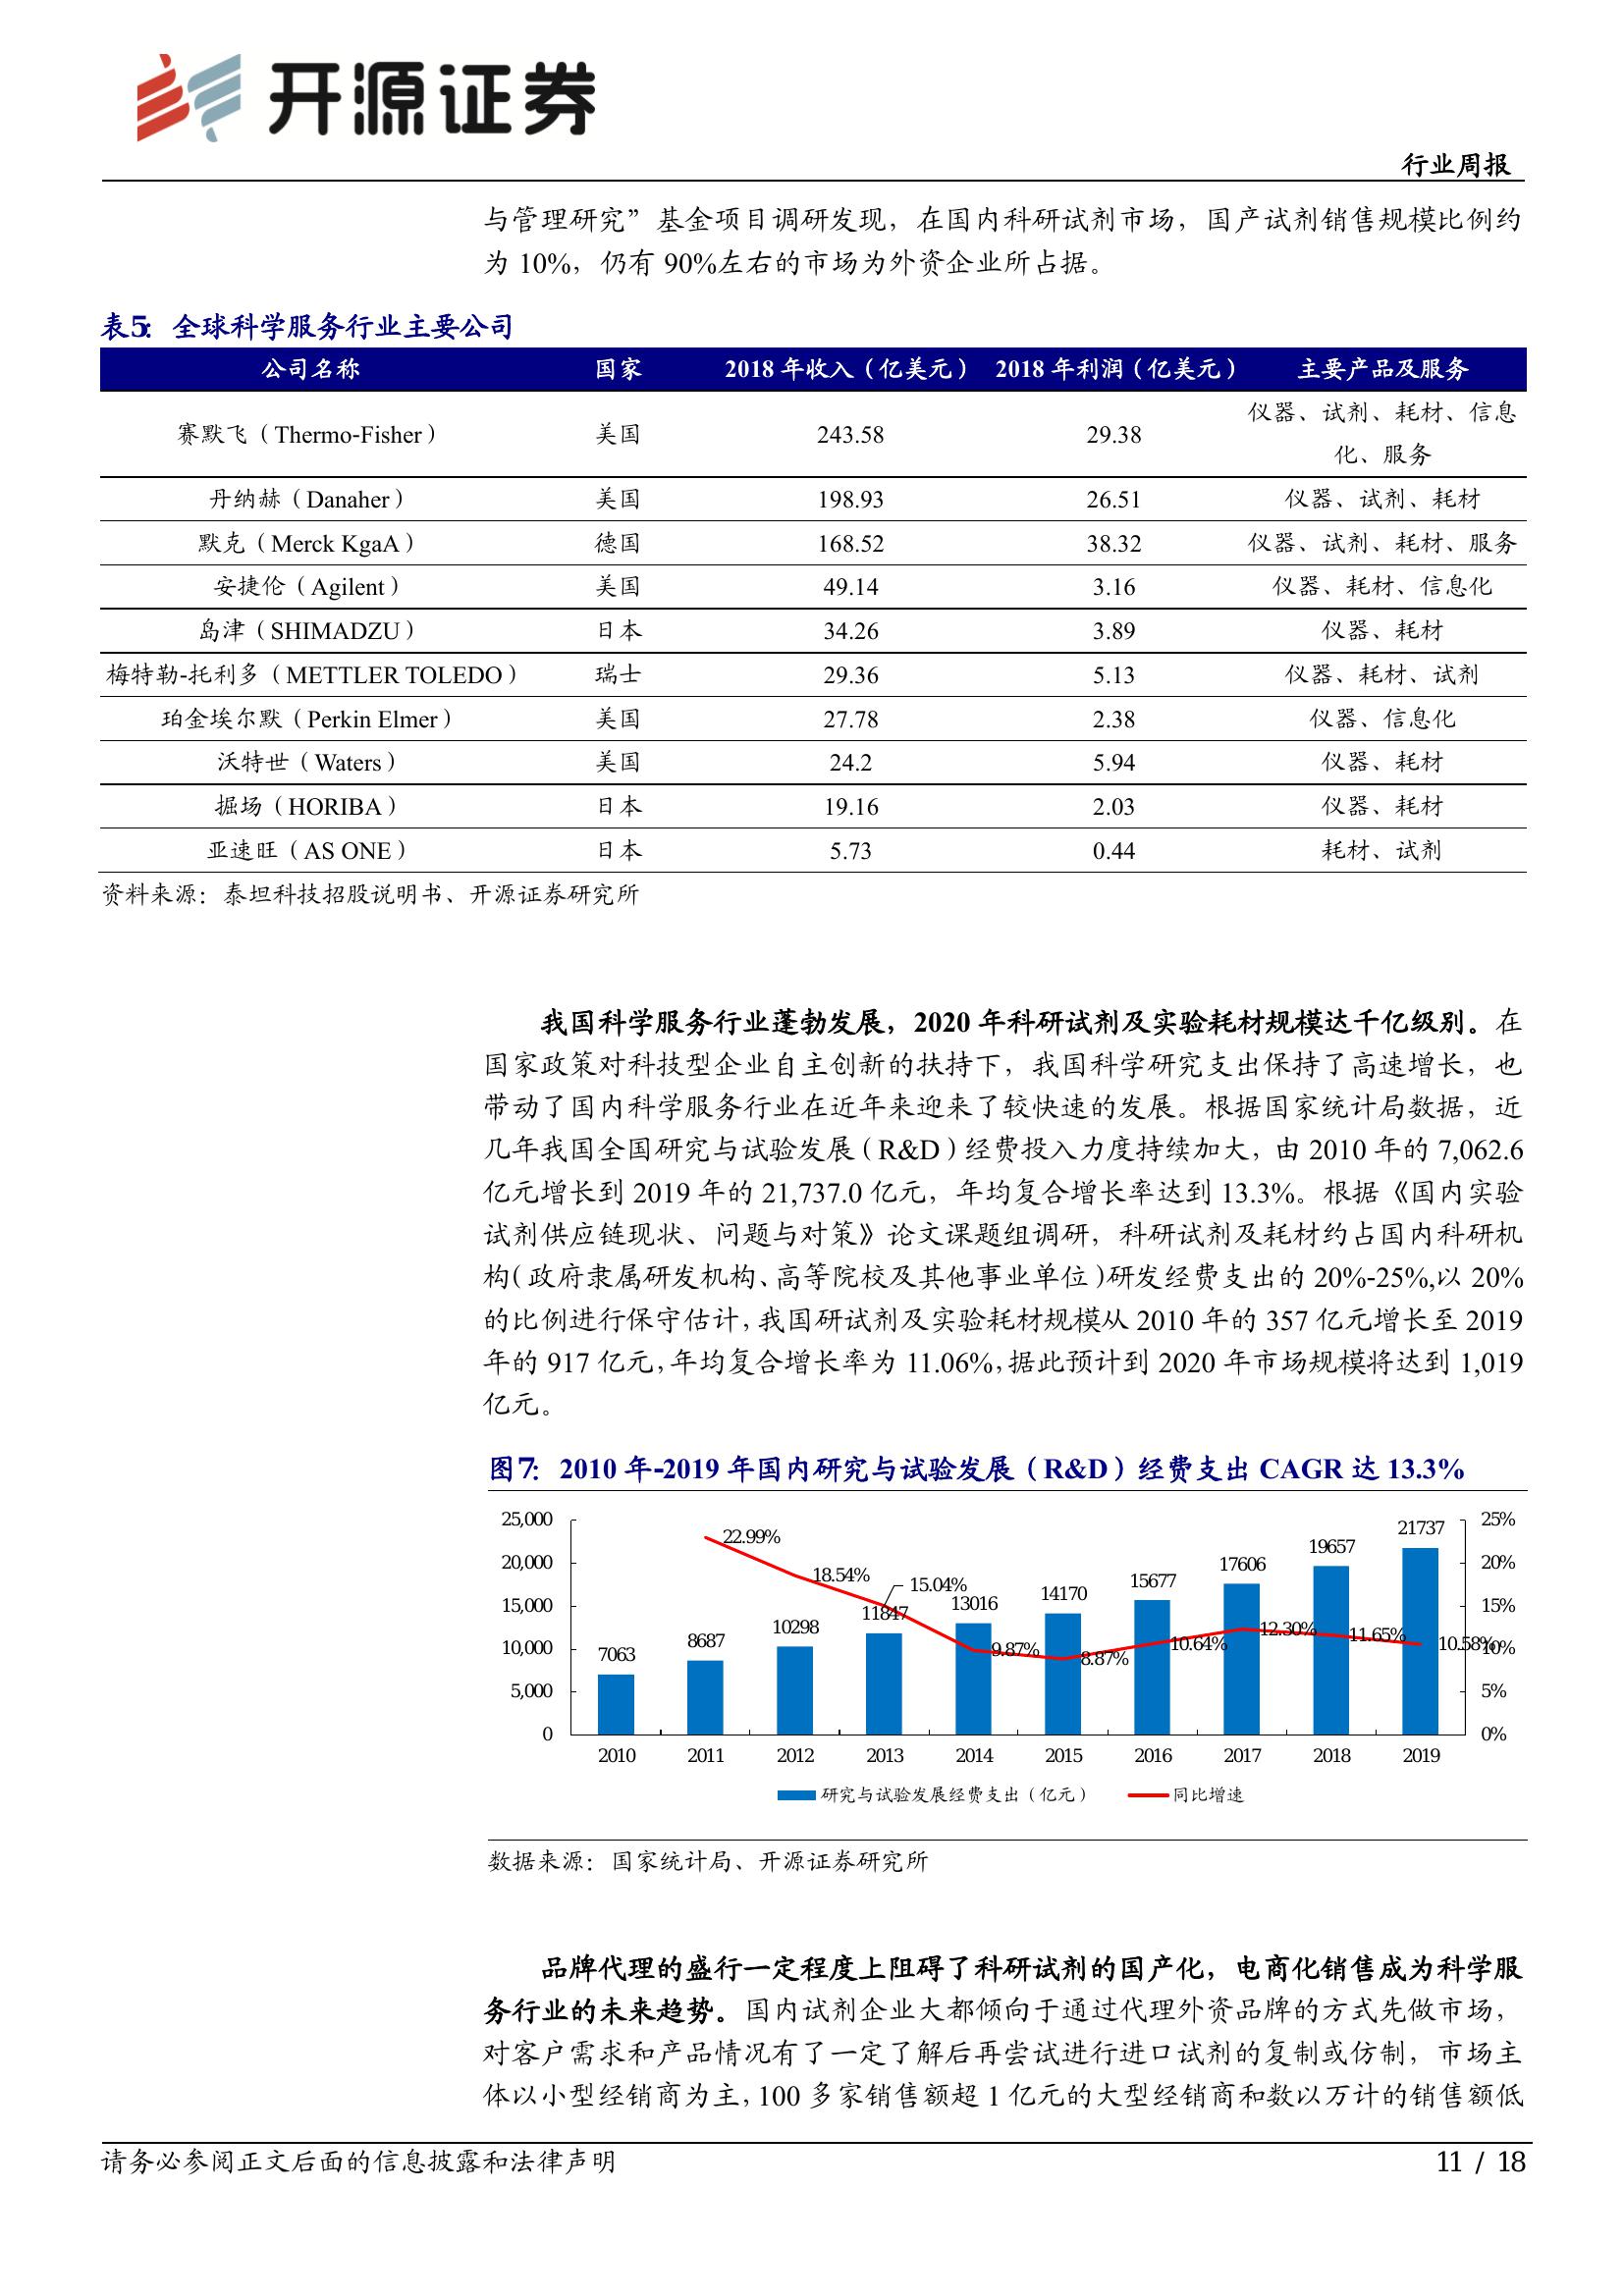 开源证券
行业周报
与管理研究”基金项目调研发现，在国内科研试剂市场，国产试剂销售规模比例约
为 10%，仍有 90%左右的市场为外资企业所占据。
表5：全球科学服务行业主要公司
公司名称 国家 2018 年收入（亿美元） 2018 年利润（亿美元） 主要产品及服务
赛默飞（Thermo-Fisher） 美国 243.58 29.38 仪器、试剂、耗材、信息
化、服务
丹纳赫（Danaher） 美国 198.93 26.51 仪器、试剂、耗材
默克（Merck KgaA） 德国 168.52 38.32 仪器、试剂、耗材、服务
安捷伦（Agilent） 美国 49.14 3.16 仪器、耗材、信息化
岛津（SHIMADZU） 日本 34.26 3.89 仪器、耗材
梅特勒-托利多（METTLER TOLEDO） 瑞士 29.36 5.13 仪器、耗材、试剂
珀金埃尔默（Perkin Elmer） 美国 27.78 2.38 仪器、信息化
沃特世（Waters） 美国 24.2 5.94 仪器、耗材
掘场（HORIBA） 日本 19.16 2.03 仪器、耗材
亚速旺（AS ONE） 日本 5.73 0.44 耗材、试剂
资料来源：泰坦科技招股说明书、开源证券研究所
我国科学服务行业蓬勃发展，2020 年科研试剂及实验耗材规模达千亿级别。在
国家政策对科技型企业自主创新的扶持下，我国科学研究支出保持了高速增长，也
带动了国内科学服务行业在近年来迎来了较快速的发展。根据国家统计局数据，近
几年我国全国研究与试验发展（R&D）经费投入力度持续加大，由 2010 年的 7,062.6
亿元增长到 2019 年的 21,737.0 亿元，年均复合增长率达到 13.3%。根据《国内实验
试剂供应链现状、问题与对策》论文课题组调研，科研试剂及耗材约占国内科研机
构（政府隶属研发机构、高等院校及其他事业单位）研发经费支出的 20%-25%,以 20%
的比例进行保守估计，我国研试剂及实验耗材规模从 2010 年的 357 亿元增长至 2019
年的 917 亿元，年均复合增长率为 11.06%，据此预计到 2020 年市场规模将达到 1,019
亿元。
图7：2010 年-2019 年国内研究与试验发展（R&D）经费支出 CAGR 达 13.3%
25,000 25%
20,000 20%
15,000 15%
10,000 10%
5,000 5%
0 0%
7063 8687 10298 11847 13016 14170 15677 17606 19657 21737
22.99% 18.54% 15.04% 9.87% 8.87% 10.64% 12.30% 11.65% 10.58%
2010 2011 2012 2013 2014 2015 2016 2017 2018 2019
研究与试验发展经费支出（亿元） 同比增速
数据来源：国家统计局、开源证券研究所
品牌代理的盛行一定程度上阻碍了科研试剂的国产化，电商化销售成为科学服
务行业的未来趋势。国内试剂企业大都倾向于通过代理外资品牌的方式先做市场，
对客户需求和产品情况有了一定了解后再尝试进行进口试剂的复制或仿制，市场主
体以小型经销商为主，100 多家销售额超 1 亿元的大型经销商和数以万计的销售额低
请务必参阅正文后面的信息披露和法律声明 11 / 18